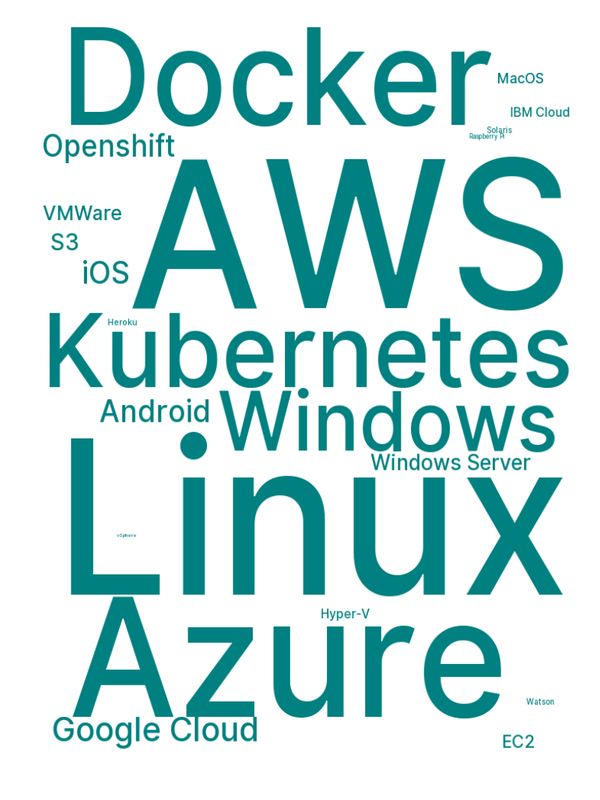 Docker
MacOS
IBM Cloud
Solaris
Raspberry Pi
Openshift
AWS
VMWare
S3
iOS
Heroku
Kubernetes
Android
Windows
Windows Server
Linux
vSphere
Azure
Hyper-V
Watson
Google Cloud
EC2